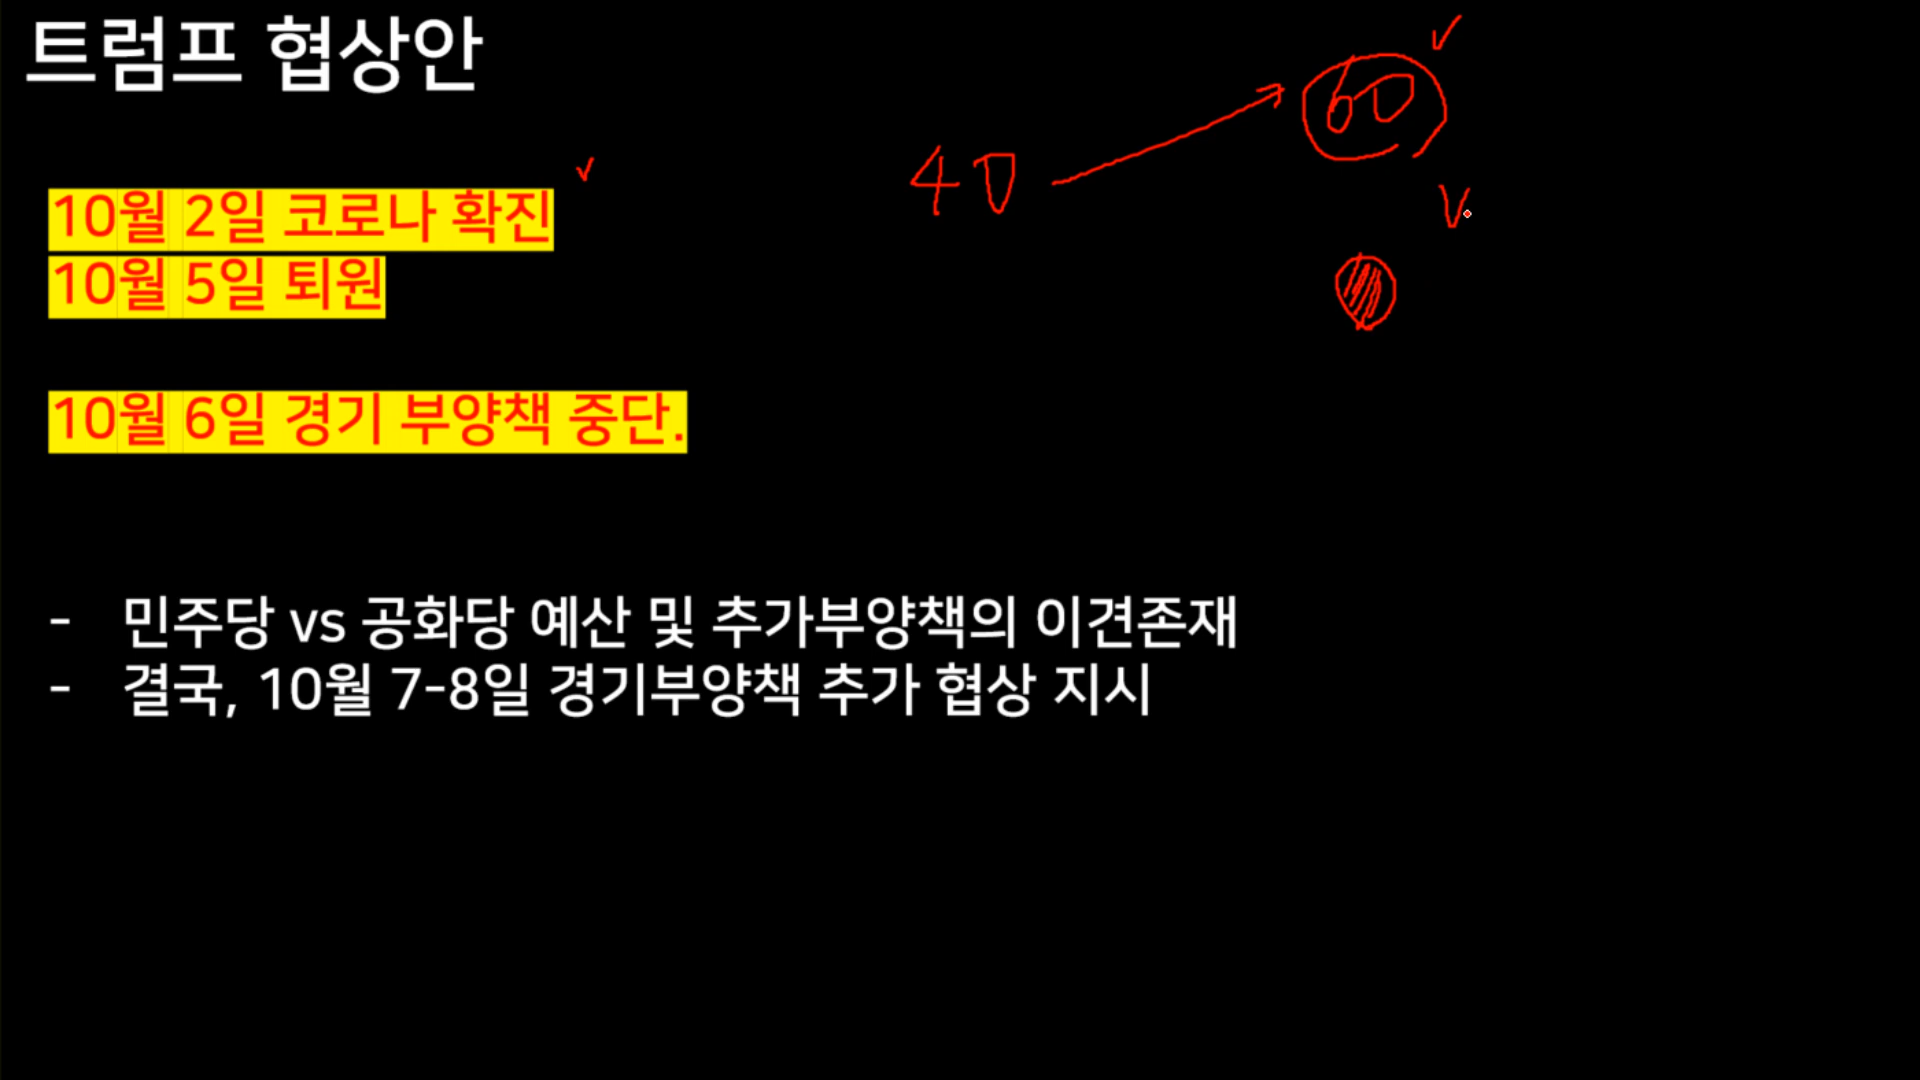 트럼프 협상안
40
60
10월 2일 코로나 확진
10월 5일 퇴원
10월 6일 경기 부양책 중단.
- 민주당 vs 공화당 예산 및 추가부양책의 이견존재
- 결국, 10월 7-8일 경기부양책 추가 협상 지시